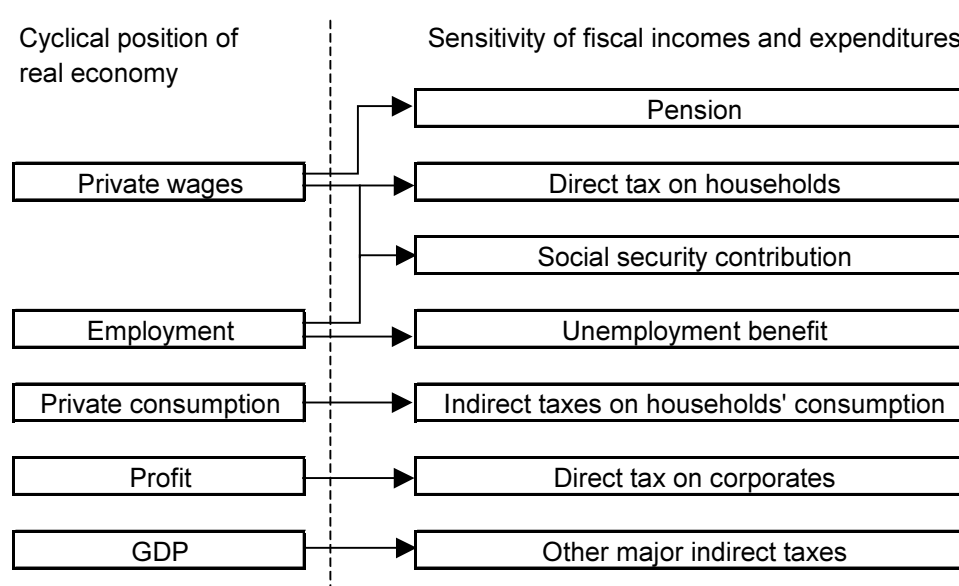 Cyclical position of
real economy
Sensitivity of fiscal incomes and expenditures
Pension
Private wages
Direct tax on households
Social security contribution
Employment
Unemployment benefit
Private consumption
Indirect taxes on households' consumption
Profit
Direct tax on corporates
GDP
Other major indirect taxes